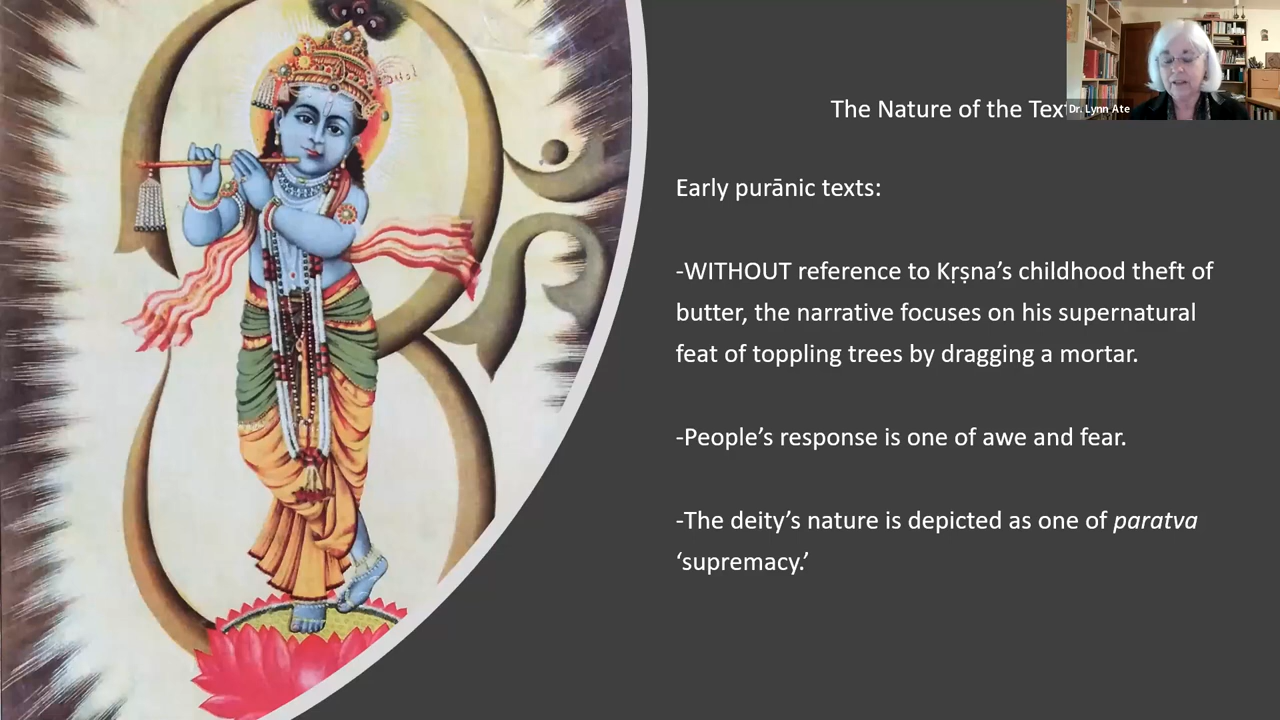 The Nature of the Tex
Dr. Lynn Ate
Early purānic texts:
-WITHOUT reference to Kṛṣna’s childhood theft of
butter, the narrative focuses on his supernatural
feat of toppling trees by dragging a mortar.
-People’s response is one of awe and fear.
-The deity’s nature is depicted as one of paratva
‘supremacy.’